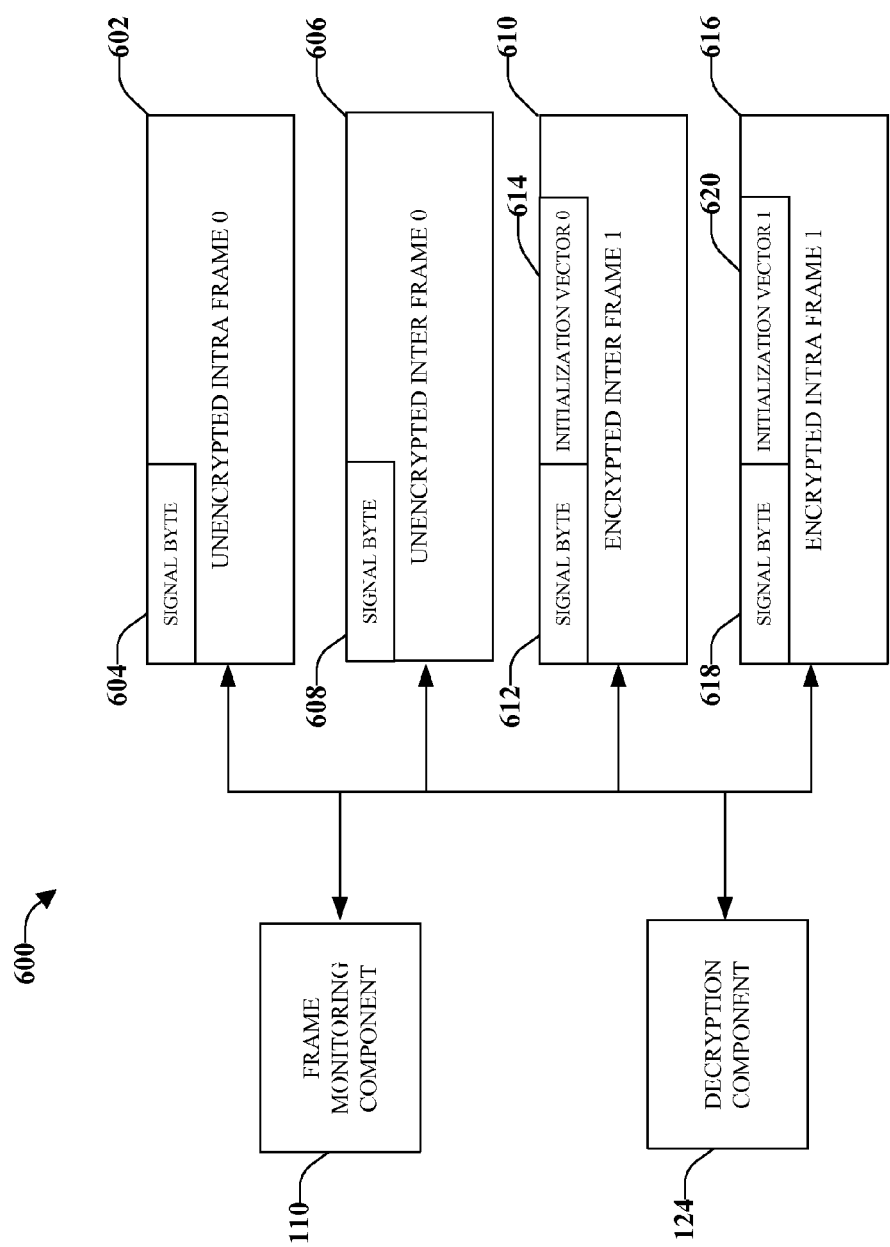 600
FRAME
MONITORING
COMPONENT
110
DECRYPTION
COMPONENT
124
602
604
SIGNAL BYTE
UNENCRYPTED INTRA FRAME 0
606
608
SIGNAL BYTE
UNENCRYPTED INTER FRAME 0
610
612
SIGNAL BYTE
614
INITIALIZATION VECTOR 0
ENCRYPTED INTER FRAME 1
616
618
SIGNAL BYTE
620
INITIALIZATION VECTOR 1
ENCRYPTED INTRA FRAME 1